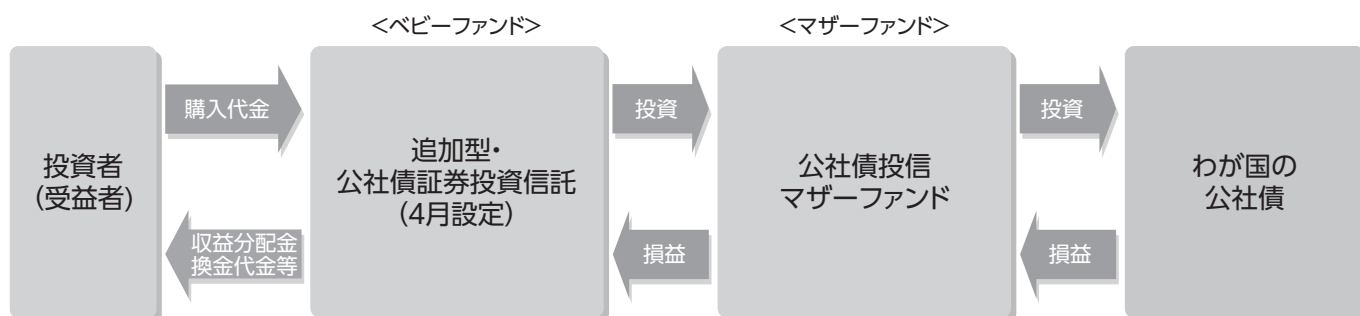 <ベビーファンド>
<マザーファンド>
投資者
(受益者)
購入代金
収益分配金
換金代金等
追加型・
公社債証券投資信託
(4月設定)
投資
損益
公社債投信
マザーファンド
投資
損益
わが国の
公社債